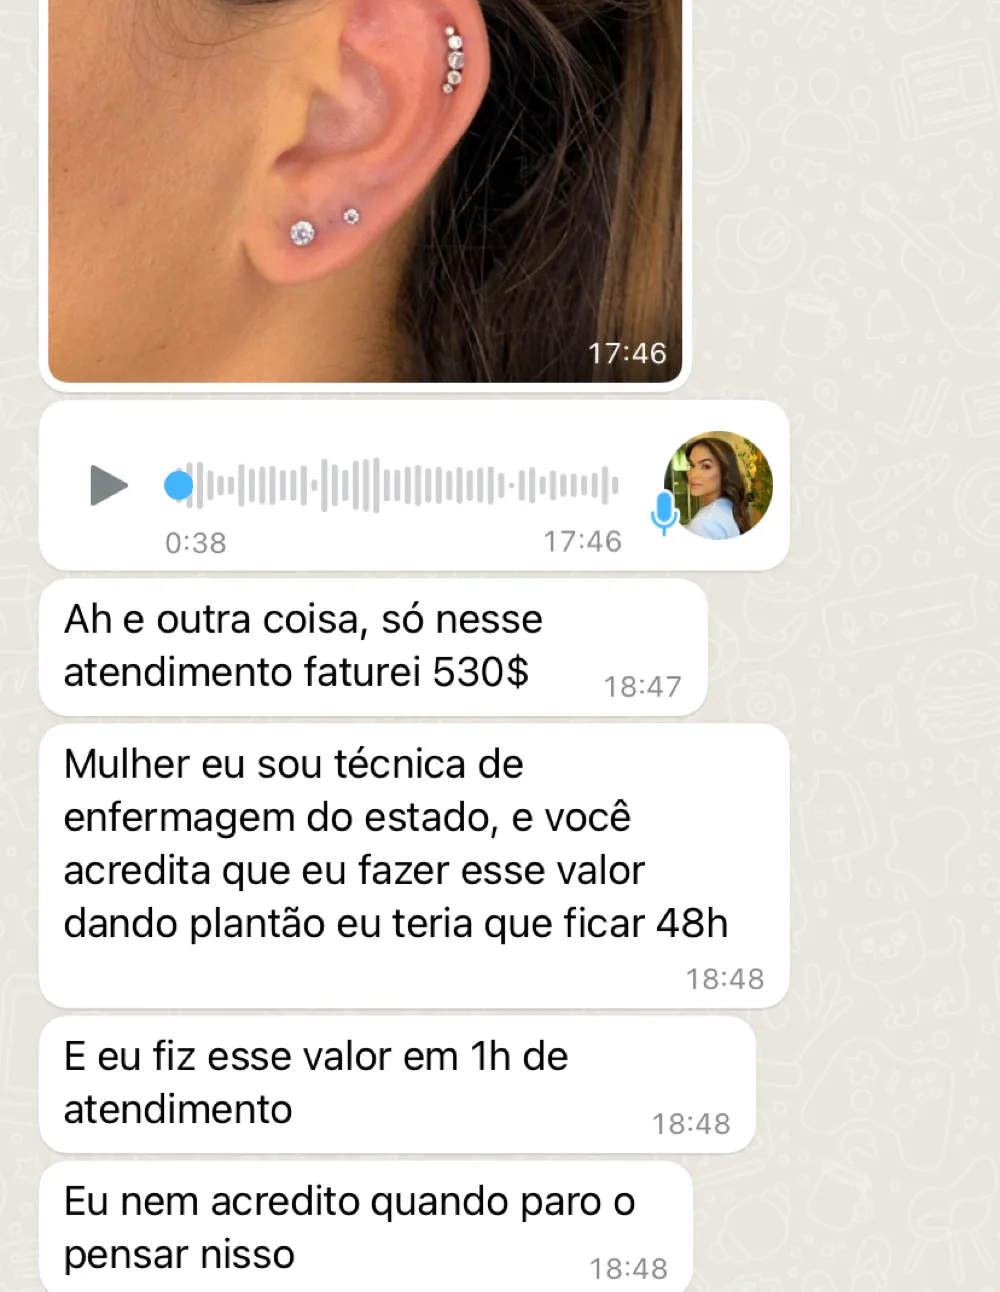 17:46
0:38
17:46
Ah e outra coisa, só nesse
atendimento faturei 530$
18:47
Mulher eu sou técnica de
enfermagem do estado, e você
acredita que eu fazer esse valor
dando plantão eu teria que ficar 48h
18:48
E eu fiz esse valor em 1h de
atendimento
18:48
Eu nem acredito quando paro o
pensar nisso
18:48